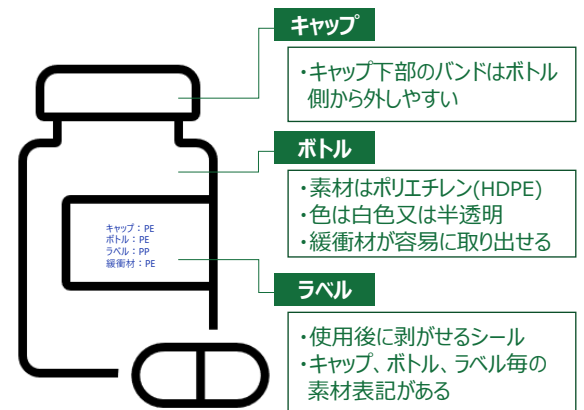 キャップ
・キャップ下部のバンドはボトル
側から外しやすい
ボトル
・素材はポリエチレン(HDPE)
・色は白色又は半透明
・緩衝材が容易に取り出せる
キャップ：PE
ボトル：PE
ラベル：PP
緩衝材：PE
ラベル
・使用後に剥がせるシール
・キャップ、ボトル、ラベル毎の
素材表記がある